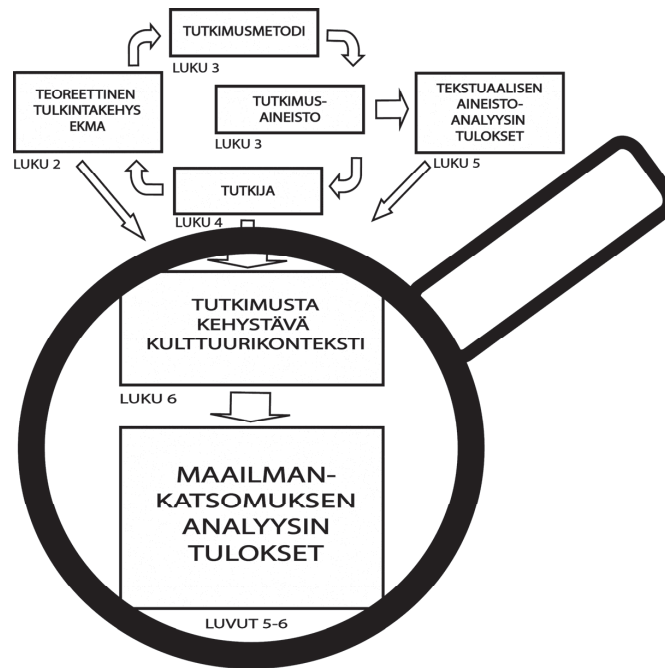 TUTKIMUSMETODI
LUKU 3
TEOREETTINEN
TULKINTAKEHYS
EKMA
LUKU 2
TUTKIMUS-
AINEISTO
LUKU 3
TEKSTUAALISEN
AINEISTO-
ANALYYSIN
TULOKSET
LUKU 5
TUTKIJA
LUKU 4
TUTKIMUSTA
KEHYSTÄVÄ
KULTTUURIKONTEKSTI
LUKU 6
MAAILMAN-
KATSOMUKSEN
ANALYYSIN
TULOKSET
LUVUT 5-6